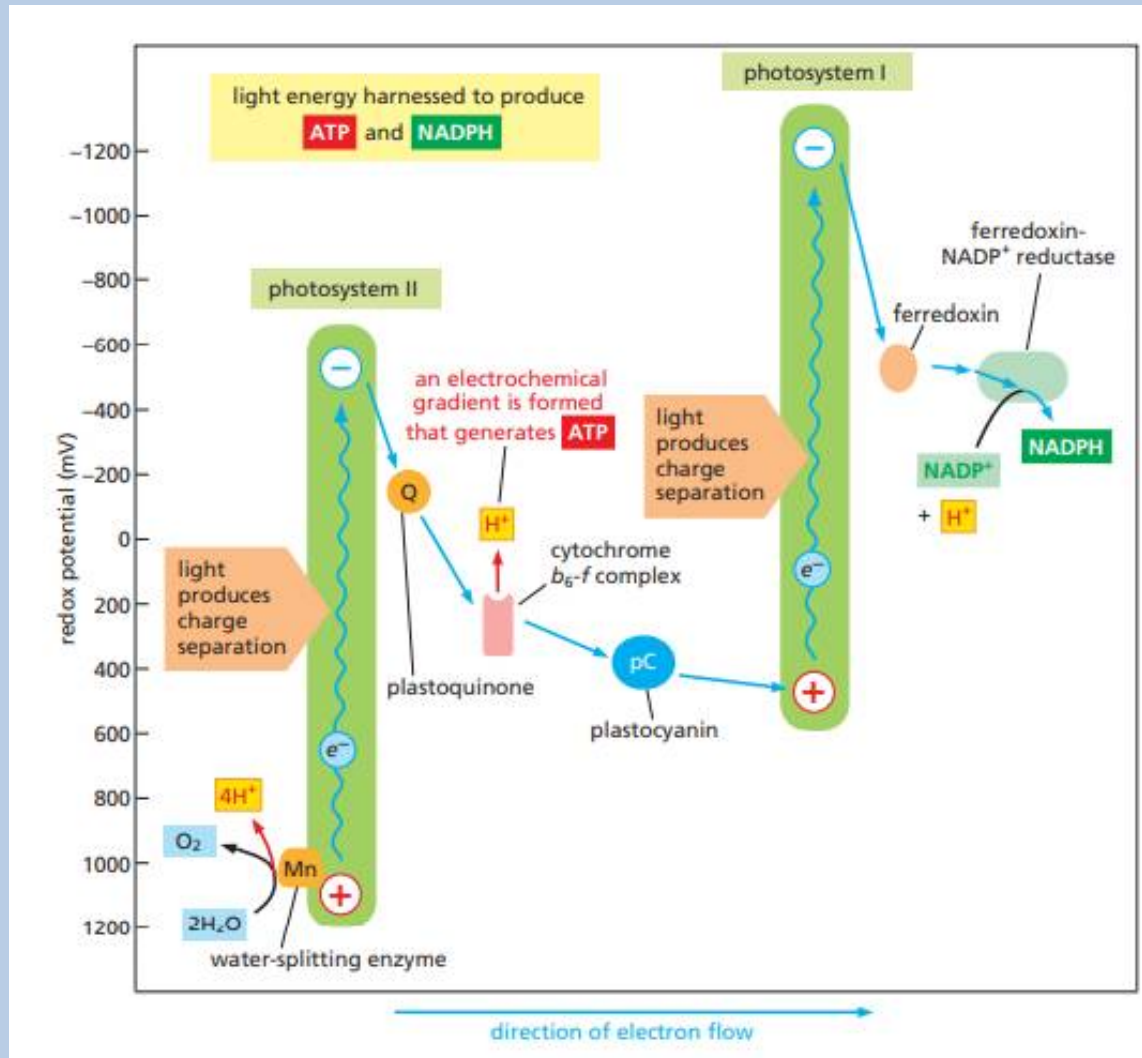 photosystem I
light energy harnessed to produce
ATP and NADPH
−1200
−1000
−800
−600
−400
−200
0
200
400
600
800
1000
1200
redox potential (mV)
photosystem II
−
−
ferredoxin-
NADP⁺ reductase
ferredoxin
an electrochemical
gradient is formed
that generates ATP
light
produces
charge
separation
NADPH
NADP⁺
+ H⁺
Q
H⁺
cytochrome
b₆-f complex
e⁻
light
produces
charge
separation
pC
plastoquinone
+
plastocyanin
e⁻
4H⁺
O₂
Mn
+
2H₂O
water-splitting enzyme
direction of electron flow